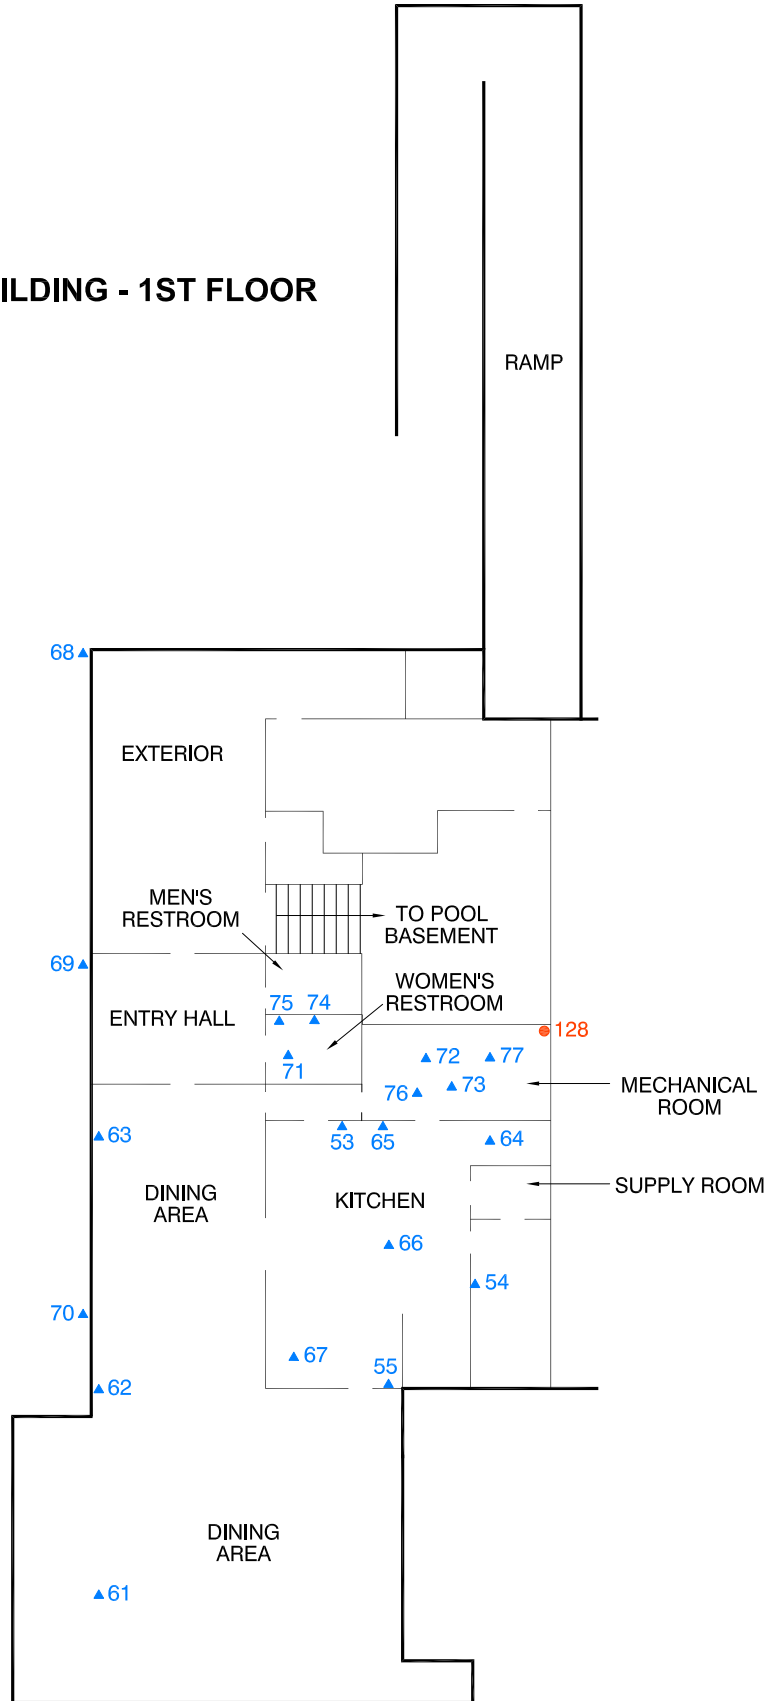 ILDING - 1ST FLOOR
RAMP
68
EXTERIOR
MEN'S
RESTROOM
TO POOL
BASEMENT
69
WOMEN'S
RESTROOM
75 74
ENTRY HALL
128
71
72
77
76
73
MECHANICAL
ROOM
63
53
65
64
DINING
AREA
KITCHEN
SUPPLY ROOM
66
54
70
67
55
62
DINING
AREA
61